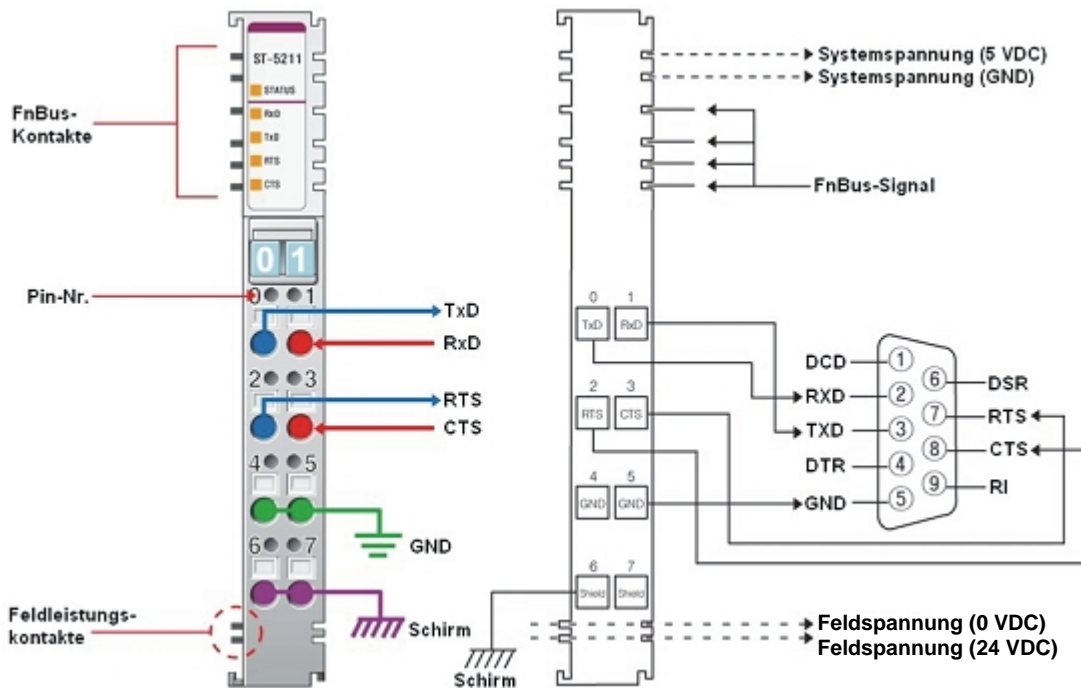 ST-5211
STATUS
RxD
TxD
RTS
CTS
FnBus-
Kontakte
0 1
Pin-Nr.
0 1
TxD
RxD
2 3
RTS
CTS
4 5
GND
6 7
Schirm
Feldleistungs-
kontakte
Systemspannung (5 VDC)
Systemspannung (GND)
FnBus-Signal
0 1
TxD RxD
2 3
RTS CTS
4 5
GND GND
6 7
Shield Shield
Schirm
DCD 1
RXD 2
TXD 3
DTR 4
GND 5
6 DSR
7 RTS
8 CTS
9 RI
Feldspannung (0 VDC)
Feldspannung (24 VDC)